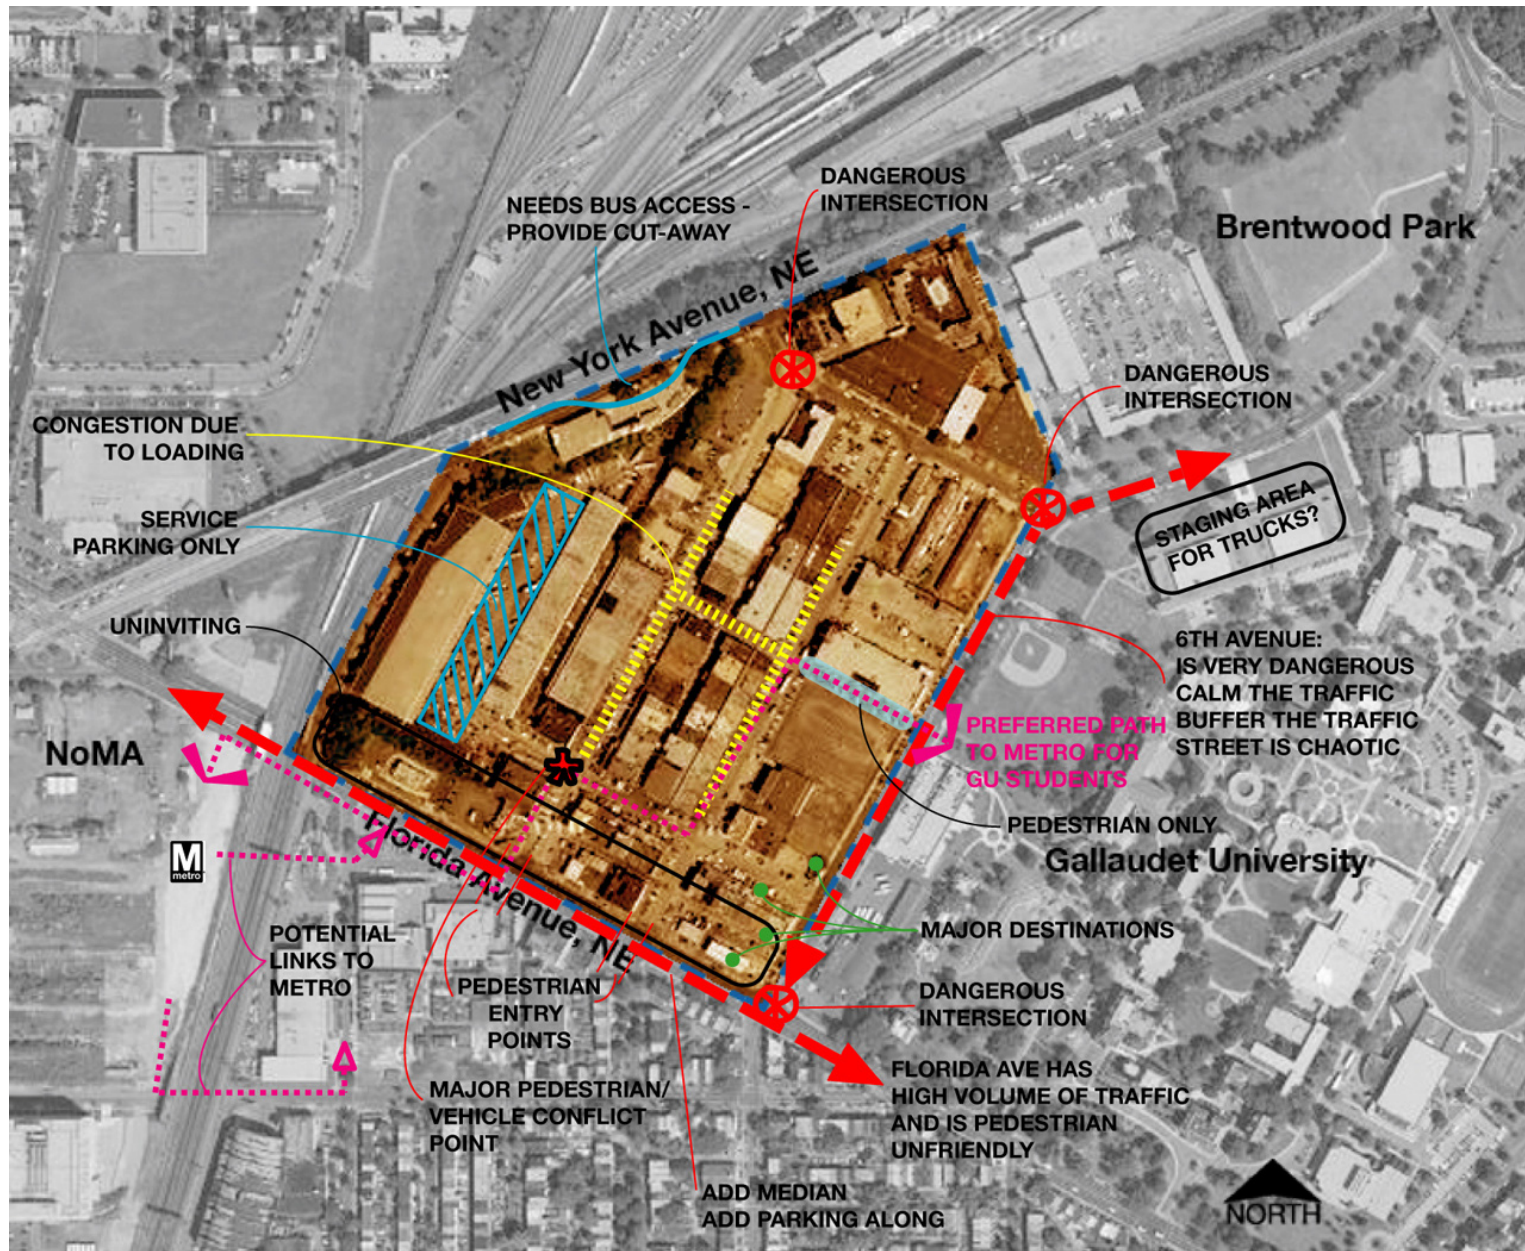 DANGEROUS
INTERSECTION
NEEDS BUS ACCESS -
PROVIDE CUT-AWAY
Brentwood Park
New York Avenue, NE
DANGEROUS
INTERSECTION
CONGESTION DUE
TO LOADING
STAGING AREA
FOR TRUCKS?
SERVICE
PARKING ONLY
UNINVITING
6TH AVENUE:
IS VERY DANGEROUS
CALM THE TRAFFIC
BUFFER THE TRAFFIC
STREET IS CHAOTIC
PREFERRED PATH
TO METRO FOR
GU STUDENTS
NoMA
PEDESTRIAN ONLY
Gallaudet University
M
metro
Florida Avenue, NE
MAJOR DESTINATIONS
POTENTIAL
LINKS TO
METRO
PEDESTRIAN
ENTRY
POINTS
DANGEROUS
INTERSECTION
FLORIDA AVE HAS
HIGH VOLUME OF TRAFFIC
AND IS PEDESTRIAN
UNFRIENDLY
MAJOR PEDESTRIAN/
VEHICLE CONFLICT
POINT
ADD MEDIAN
ADD PARKING ALONG
NORTH